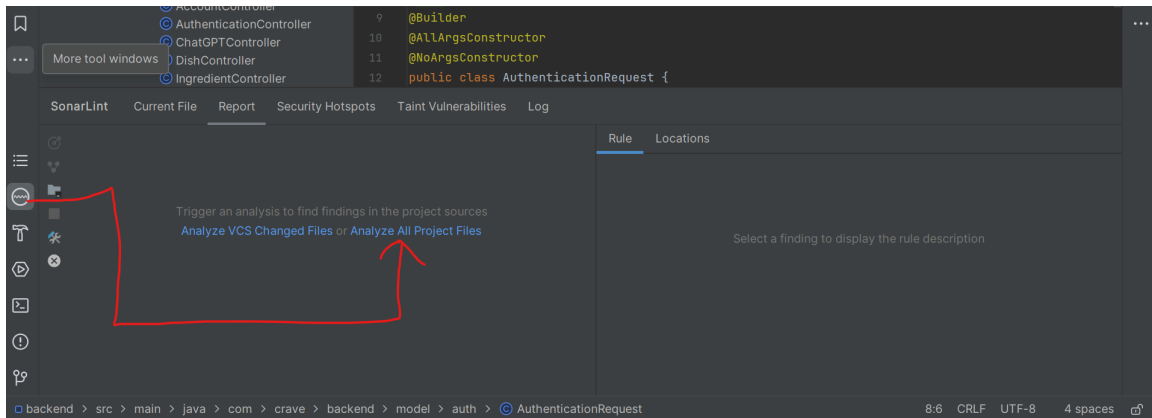 AccountController
9 @Builder
AuthenticationController
10 @AllArgsConstructor
ChatGPTController
More tool windows
DishController
11 @NoArgsConstructor
IngredientController
12 public class AuthenticationRequest {
SonarLint Current File Report Security Hotspots Taint Vulnerabilities Log
Rule Locations
Trigger an analysis to find findings in the project sources
Analyze VCS Changed Files or Analyze All Project Files
Select a finding to display the rule description
backend > src > main > java > com > crave > backend > model > auth > AuthenticationRequest 8:6 CRLF UTF-8 4 spaces